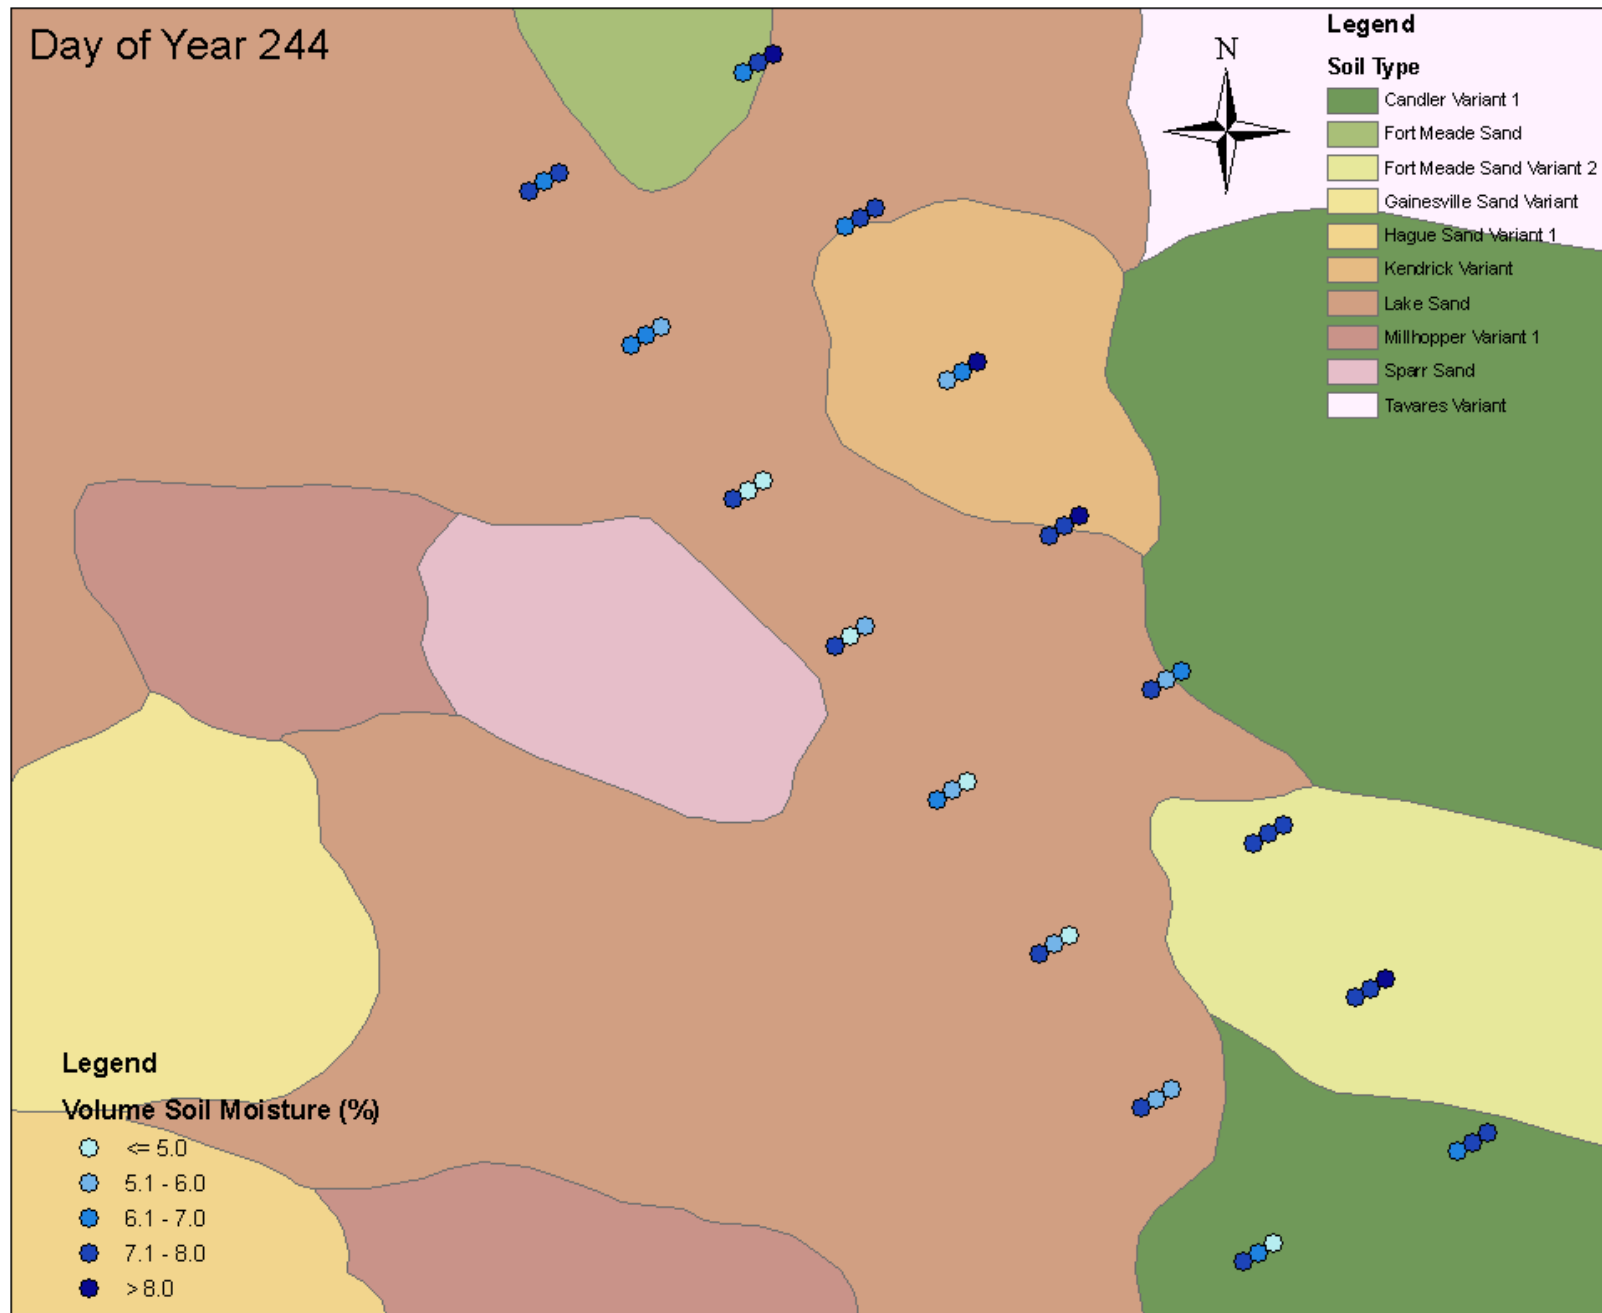 Day of Year 244
N
Legend
Soil Type
Candler Variant 1
Fort Meade Sand
Fort Meade Sand Variant 2
Gainesville Sand Variant
Hague Sand Variant 1
Kendrick Variant
Lake Sand
Millhopper Variant 1
Sparr Sand
Tavares Variant
Legend
Volume Soil Moisture (%)
<= 5.0
5.1 - 6.0
6.1 - 7.0
7.1 - 8.0
> 8.0